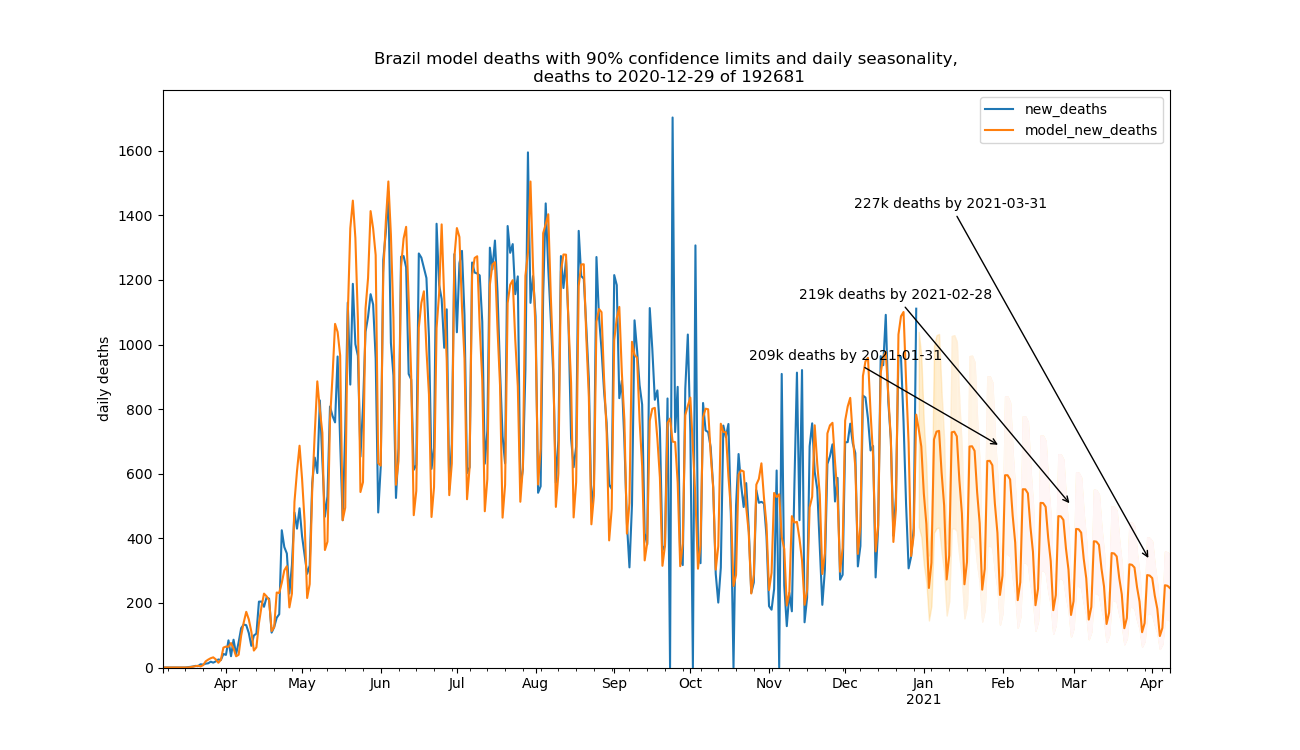 Brazil model deaths with 90% confidence limits and daily seasonality,
deaths to 2020-12-29 of 192681
new_deaths
model_new_deaths
227k deaths by 2021-03-31
219k deaths by 2021-02-28
209k deaths by 2021-01-31
daily deaths
1600
1400
1200
1000
800
600
400
200
0
Apr May Jun Jul Aug Sep Oct Nov Dec Jan Feb Mar Apr
2021